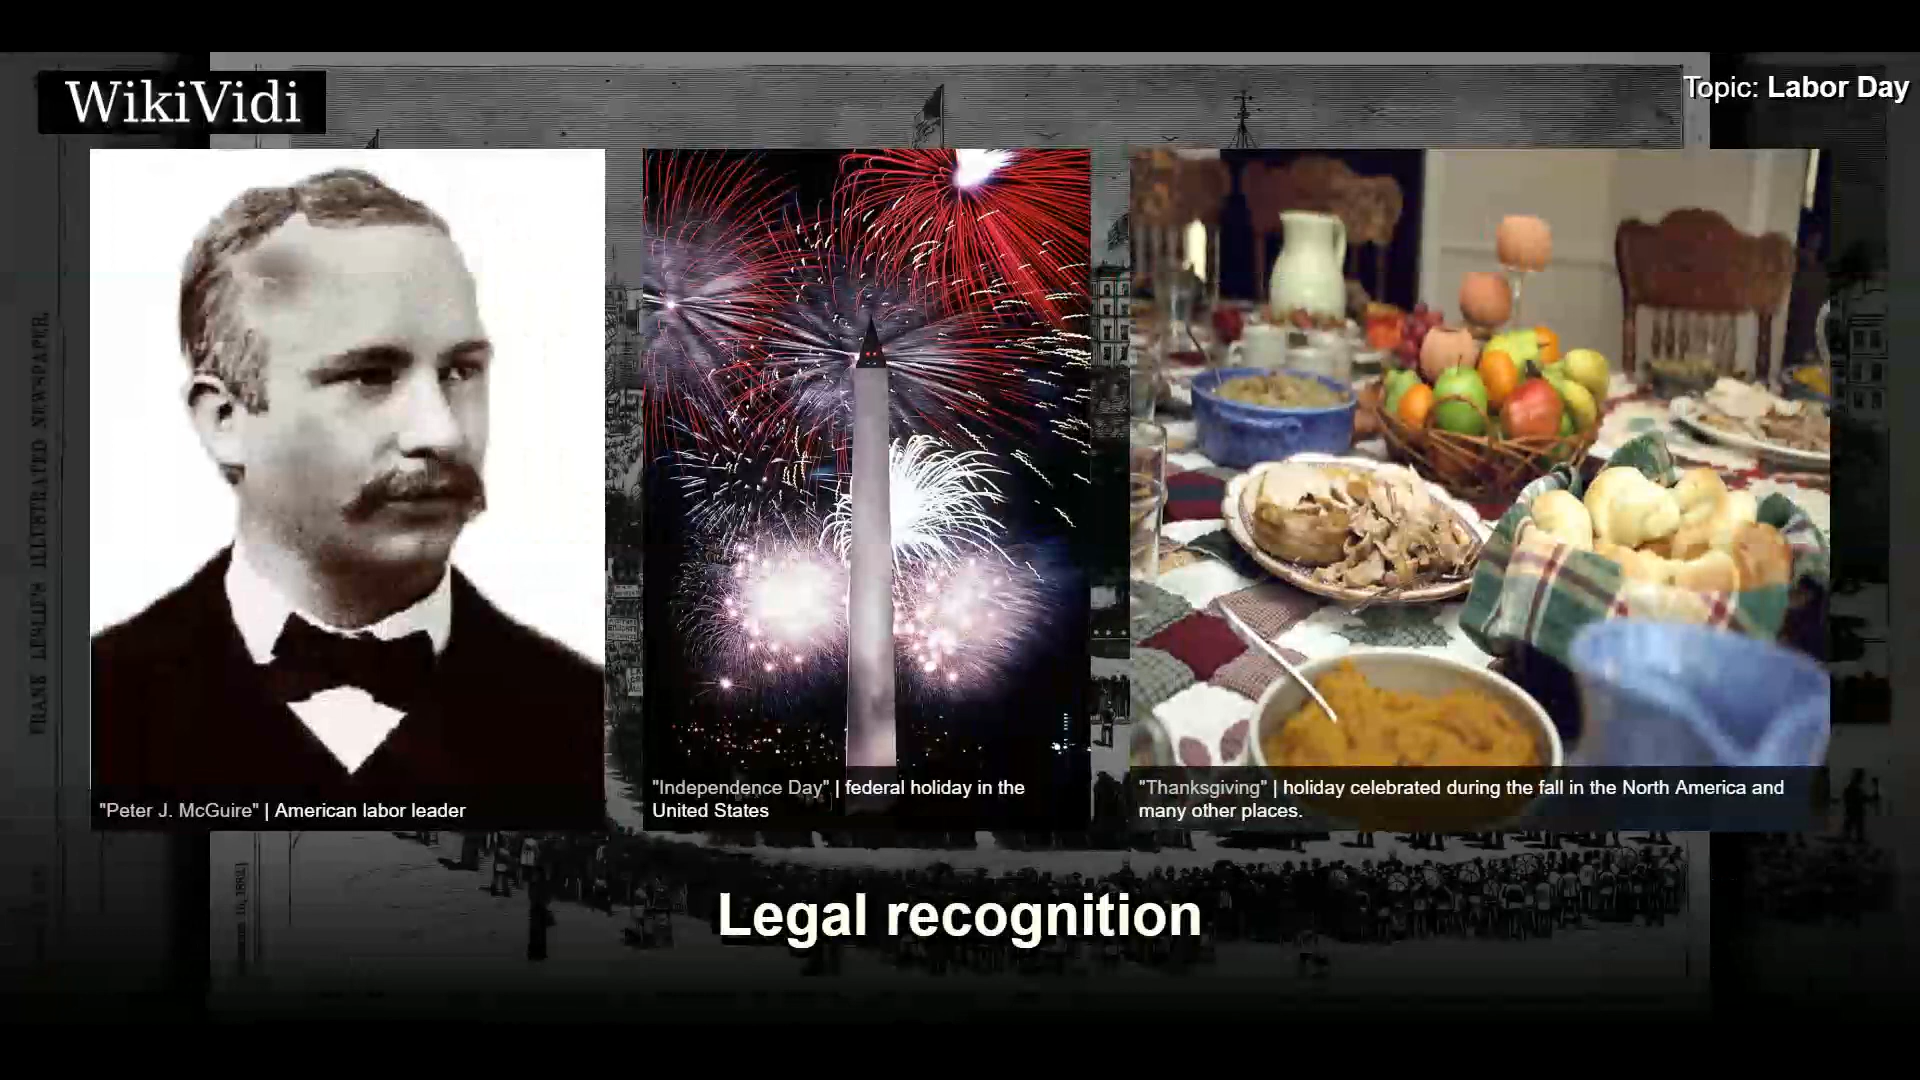 WikiVidi
Topic: Labor Day
FRANK LESLIE'S ILLUSTRATED NEWSPAPER.
"Peter J. McGuire" | American labor leader
"Independence Day" | federal holiday in the
United States
"Thanksgiving" | holiday celebrated during the fall in the North America and
many other places.
Legal recognition